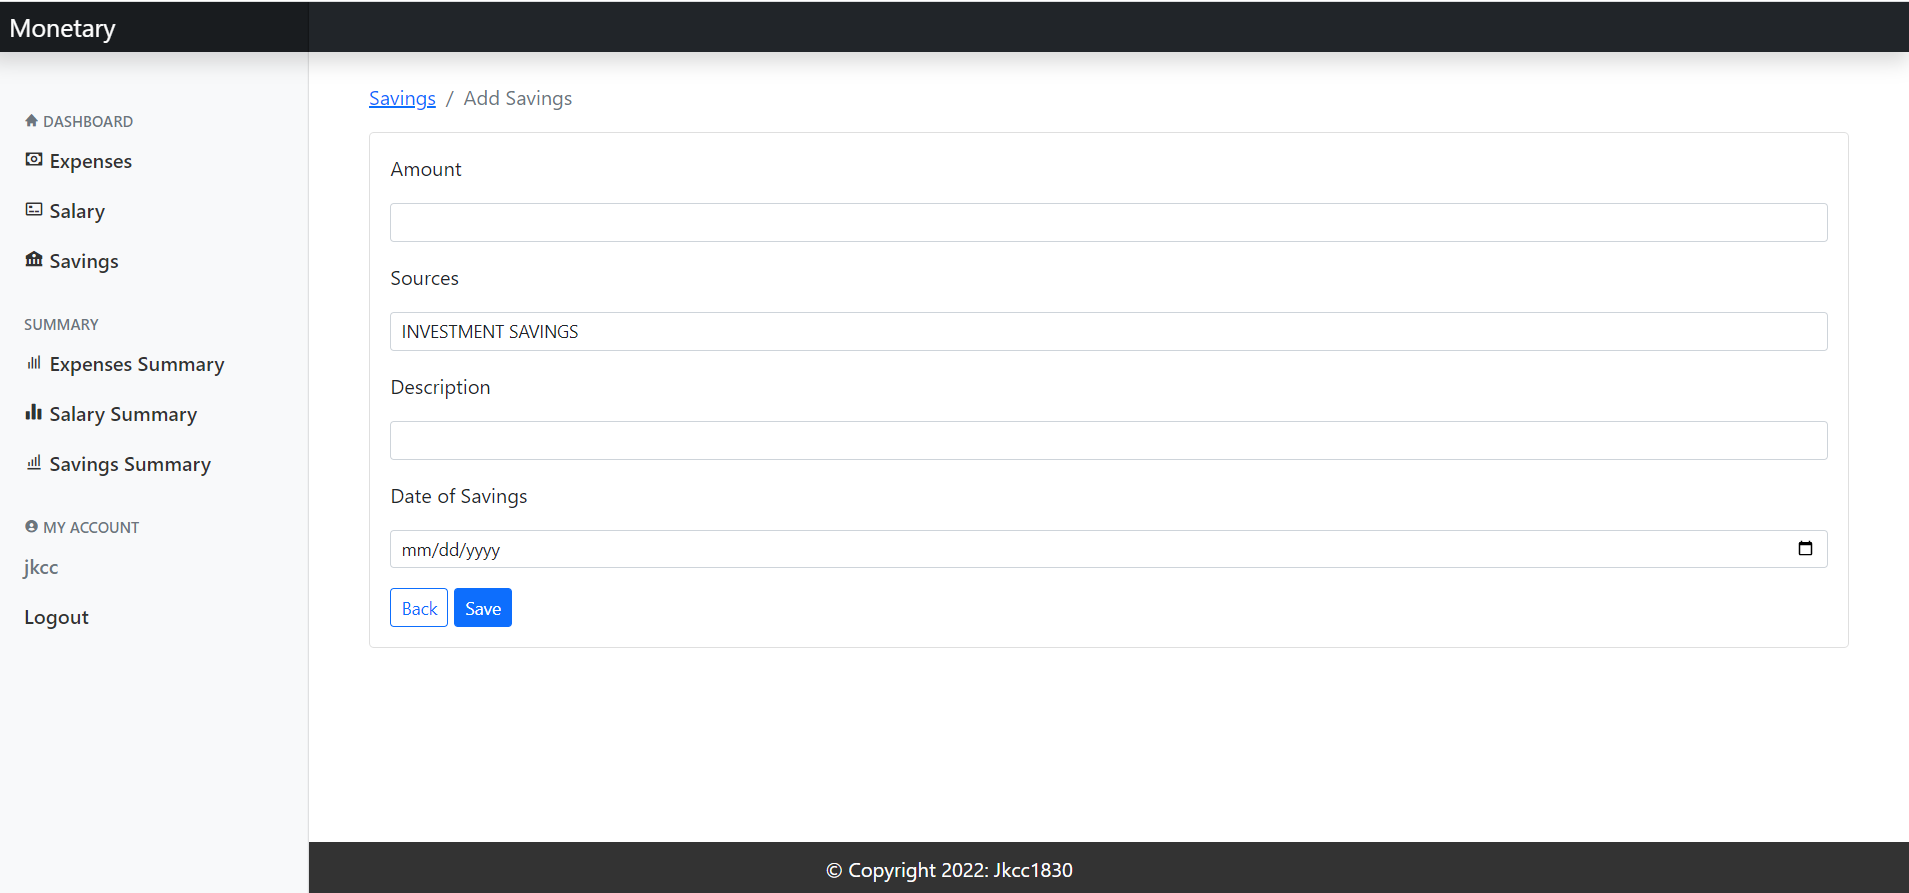 Monetary
DASHBOARD
Expenses
Salary
Savings
SUMMARY
Expenses Summary
Salary Summary
Savings Summary
MY ACCOUNT
jkcc
Logout
Savings / Add Savings
Amount
Sources
INVESTMENT SAVINGS
Description
Date of Savings
mm/dd/yyyy
Back Save
© Copyright 2022: Jkcc1830